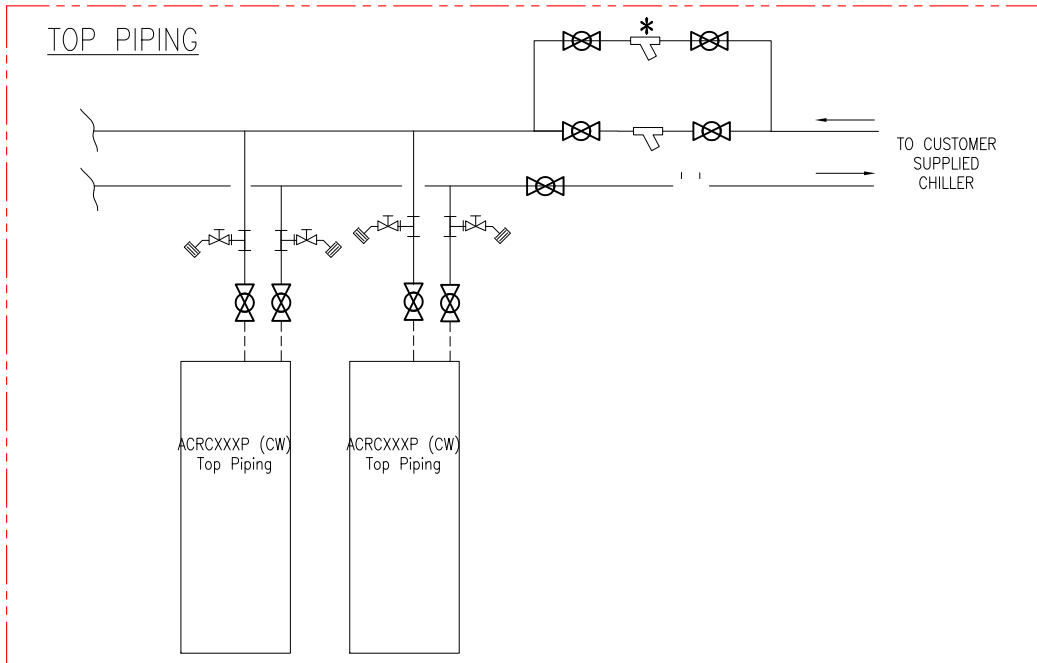 TOP PIPING
*
TO CUSTOMER
SUPPLIED
CHILLER
ACRCXXXP (CW)
Top Piping
ACRCXXXP (CW)
Top Piping